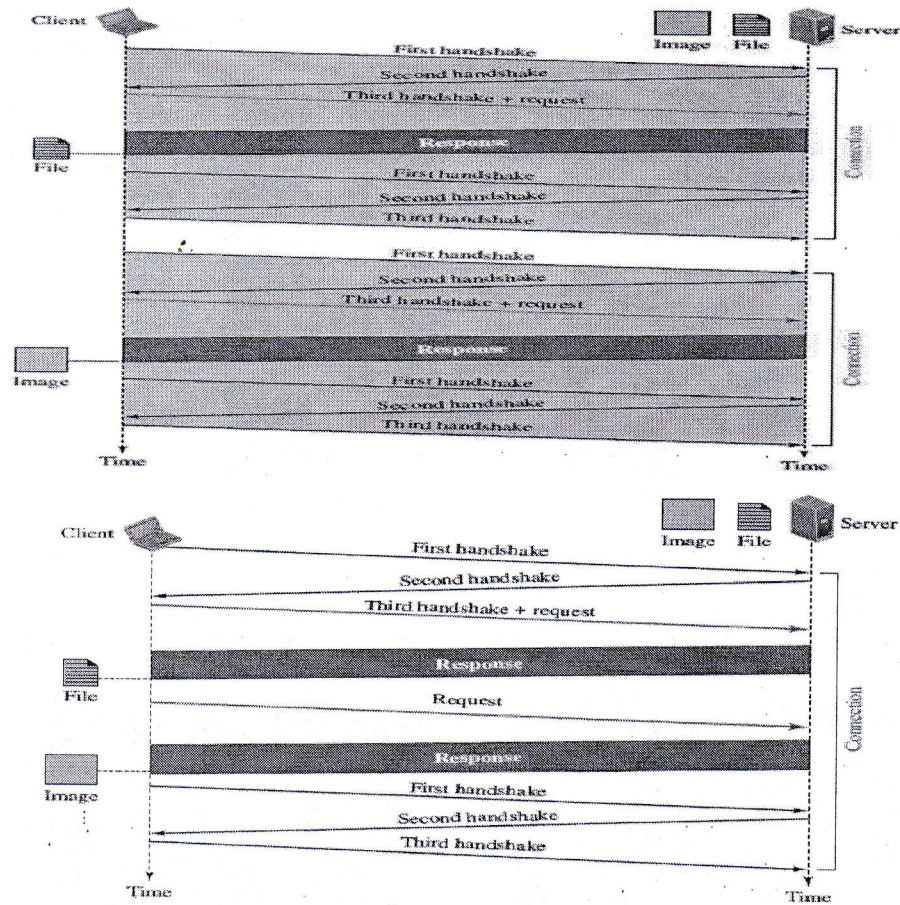 Client
Image File Server
First handshake
Second handshake
Third handshake + request
Response
File
First handshake
Second handshake
Third handshake
Connection
First handshake
Second handshake
Third handshake + request
Response
Image
First handshake
Second handshake
Third handshake
Connection
Time Time
Client
Image File Server
First handshake
Second handshake
Third handshake + request
Response
File
Request
Response
Image
First handshake
Second handshake
Third handshake
Connection
Time Time